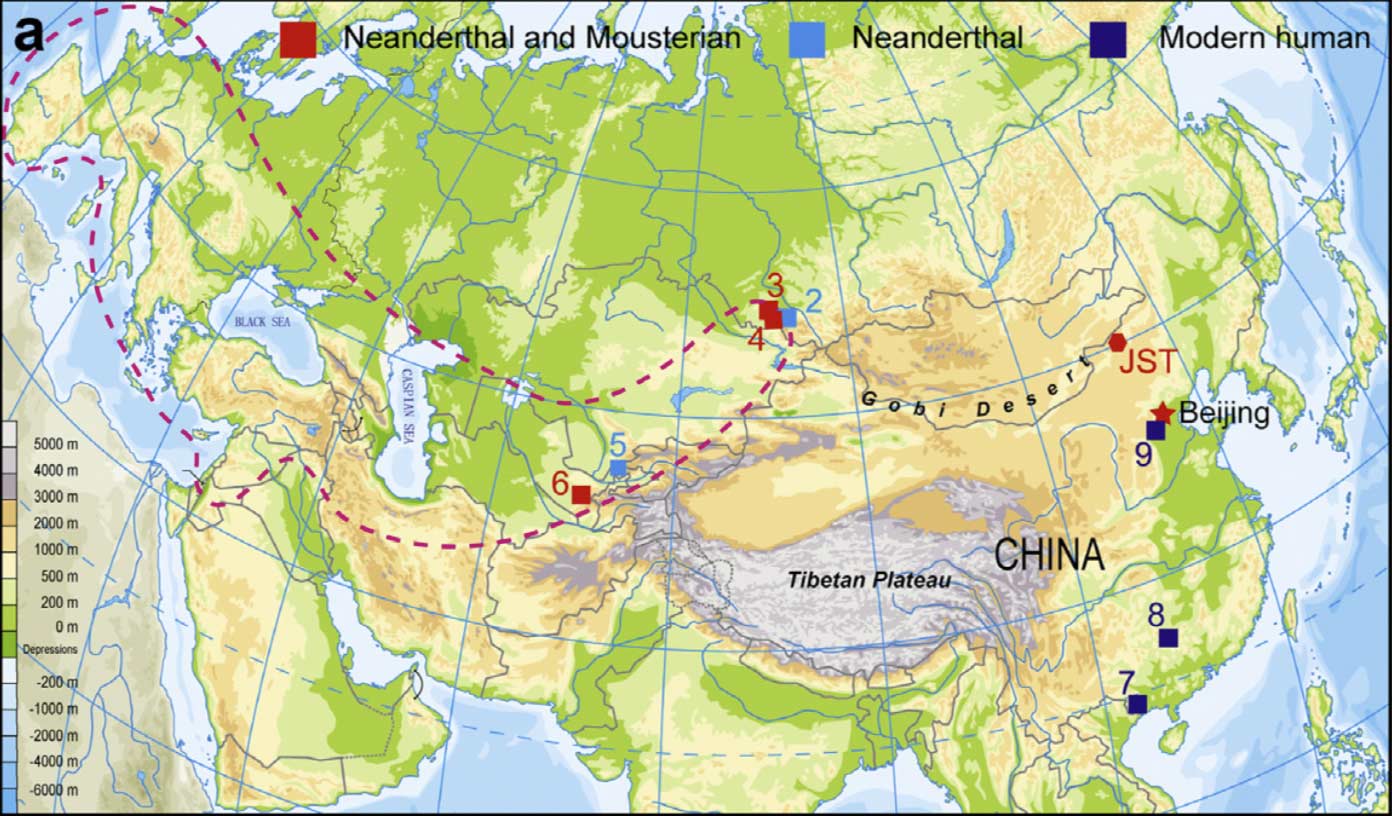 a
Neanderthal and Mousterian
Neanderthal
Modern human
3
2
4
BLACK SEA
CASPIAN SEA
JST
Gobi Desert
Beijing
9
5
6
5000 m
4000 m
3000 m
2000 m
1000 m
500 m
200 m
0 m
Depressions
-200 m
-1000 m
-2000 m
-4000 m
-6000 m
CHINA
Tibetan Plateau
8
7